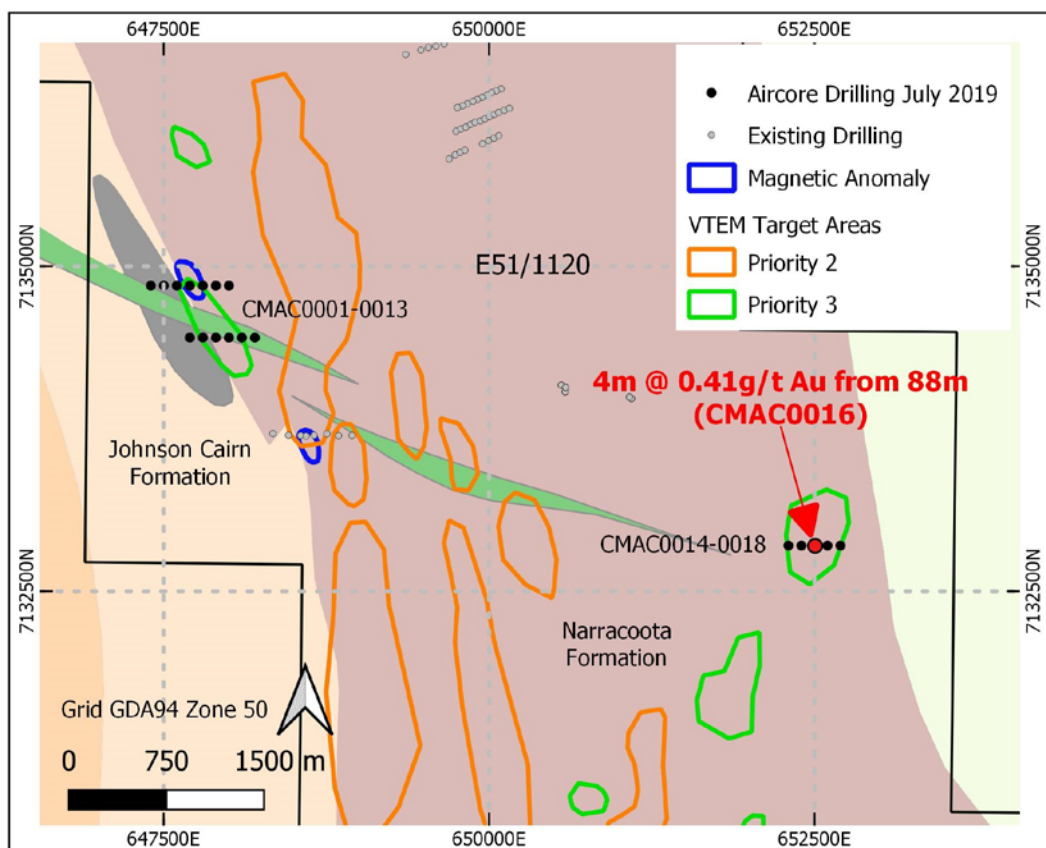 647500E
650000E
652500E
Aircore Drilling July 2019
Existing Drilling
Magnetic Anomaly
VTEM Target Areas
Priority 2
Priority 3
7135000N
7135000N
E51/1120
CMAC0001-0013
4m @ 0.41g/t Au from 88m
(CMAC0016)
Johnson Cairn
Formation
CMAC0014-0018
7132500N
7132500N
Narracoota
Formation
Grid GDA94 Zone 50
0 750 1500 m
647500E
650000E
652500E